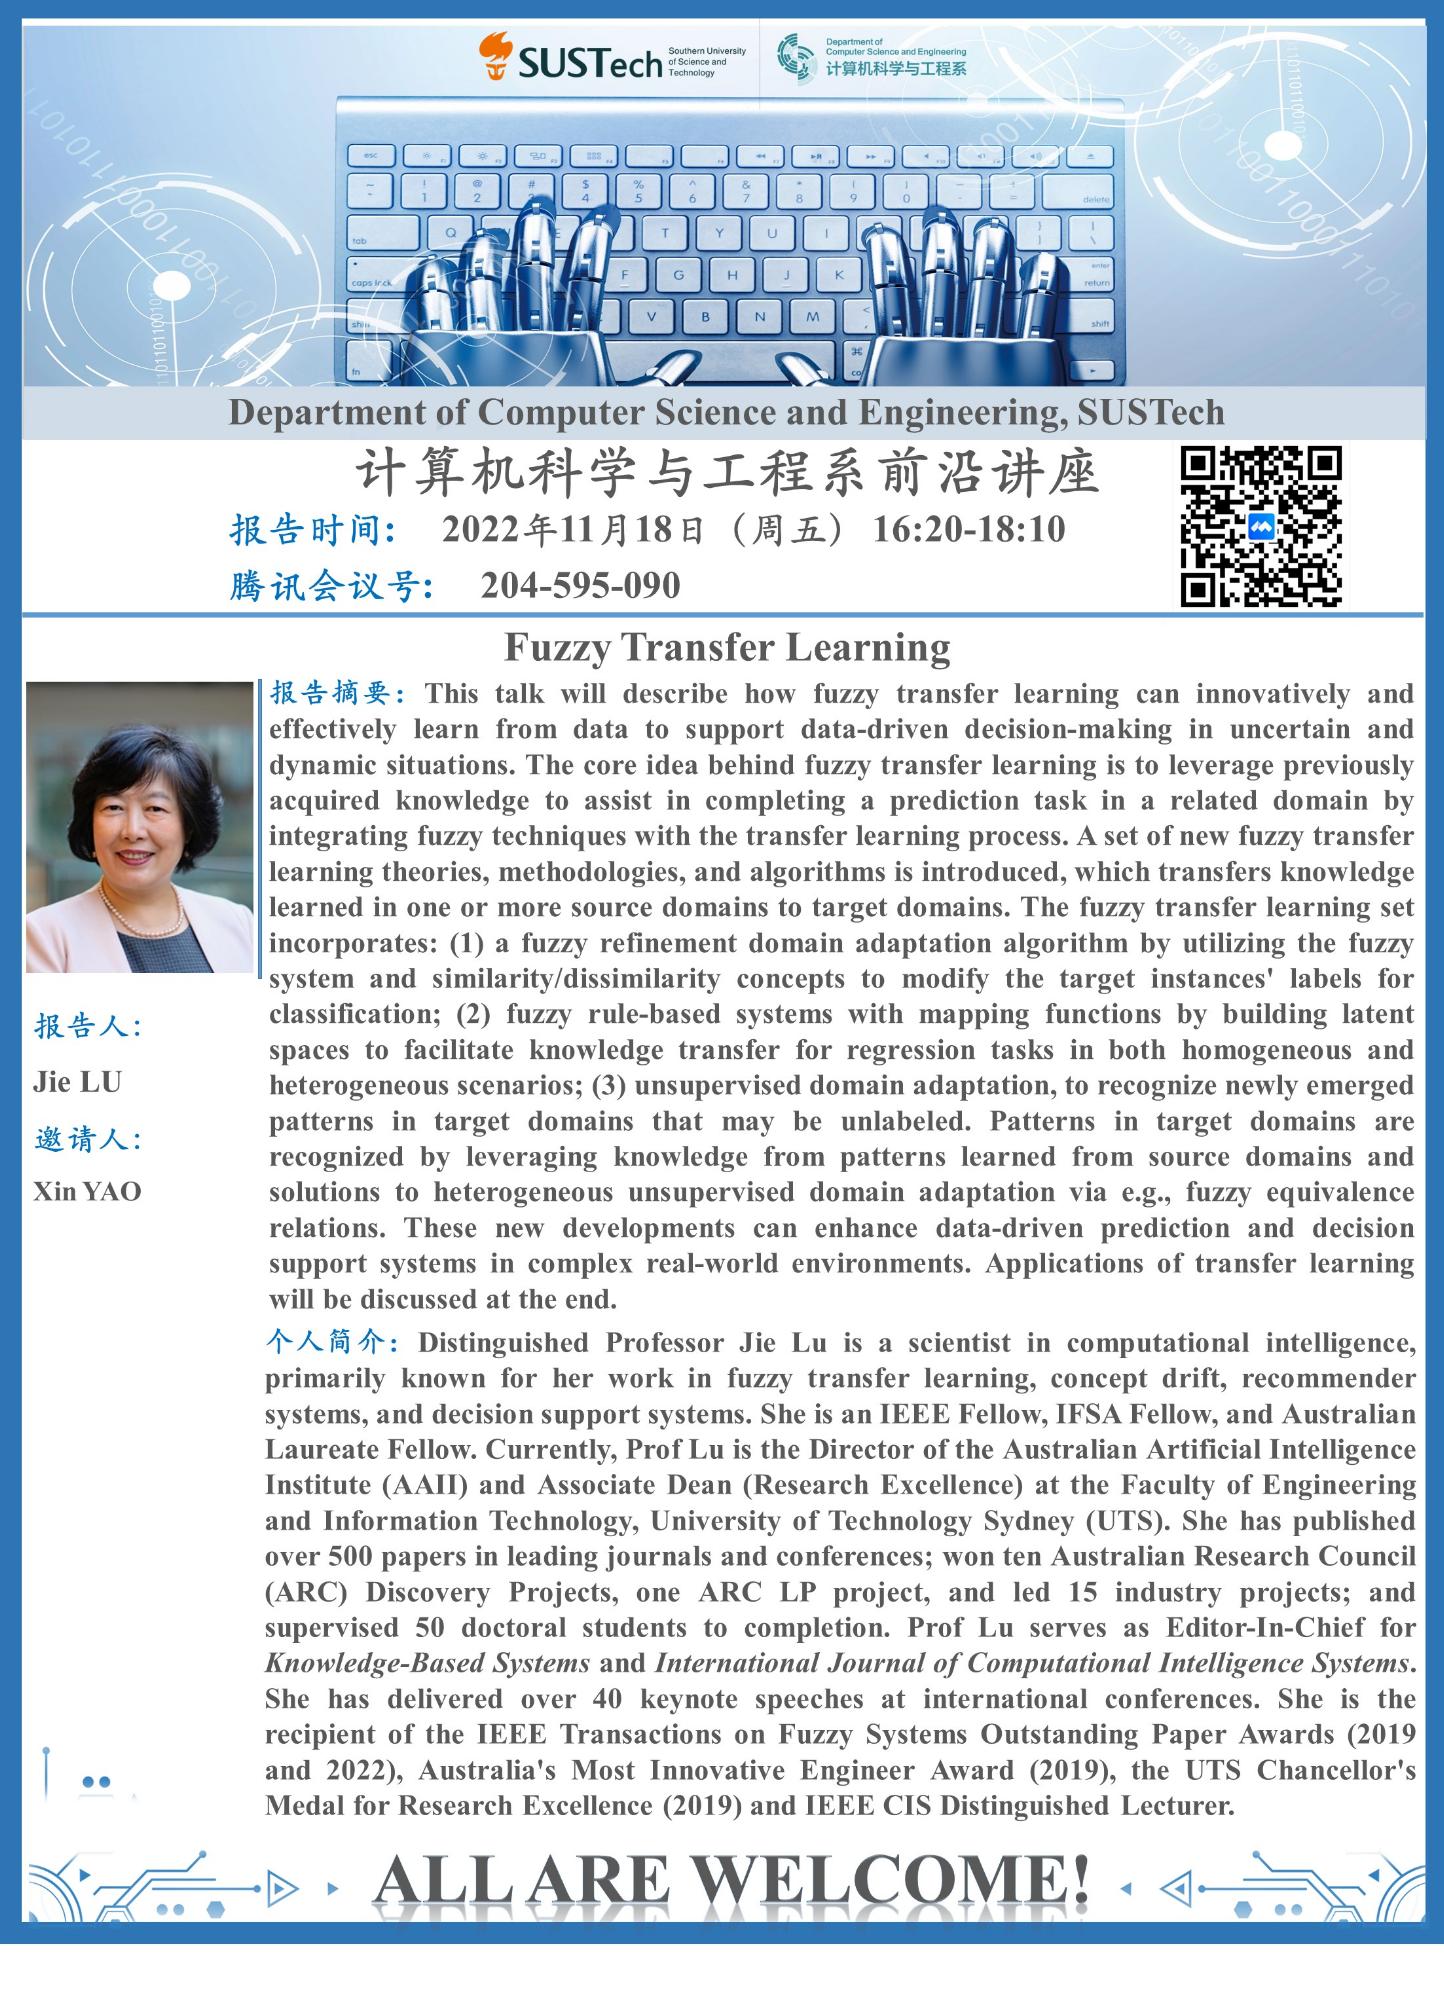 SUSTech
Southern University
of Science and
Technology
Department of
Computer Science and Engineering
计算机科学与工程系
Department of Computer Science and Engineering, SUSTech
计算机科学与工程系前沿讲座
报告时间: 2022年11月18日（周五） 16:20-18:10
腾讯会议号: 204-595-090
Fuzzy Transfer Learning
报告摘要: This talk will describe how fuzzy transfer learning can innovatively and
effectively learn from data to support data-driven decision-making in uncertain and
dynamic situations. The core idea behind fuzzy transfer learning is to leverage previously
acquired knowledge to assist in completing a prediction task in a related domain by
integrating fuzzy techniques with the transfer learning process. A set of new fuzzy transfer
learning theories, methodologies, and algorithms is introduced, which transfers knowledge
learned in one or more source domains to target domains. The fuzzy transfer learning set
incorporates: (1) a fuzzy refinement domain adaptation algorithm by utilizing the fuzzy
system and similarity/dissimilarity concepts to modify the target instances' labels for
classification; (2) fuzzy rule-based systems with mapping functions by building latent
spaces to facilitate knowledge transfer for regression tasks in both homogeneous and
heterogeneous scenarios; (3) unsupervised domain adaptation, to recognize newly emerged
patterns in target domains that may be unlabeled. Patterns in target domains are
recognized by leveraging knowledge from patterns learned from source domains and
solutions to heterogeneous unsupervised domain adaptation via e.g., fuzzy equivalence
relations. These new developments can enhance data-driven prediction and decision
support systems in complex real-world environments. Applications of transfer learning
will be discussed at the end.
报告人:
Jie LU
邀请人:
Xin YAO
个人简介: Distinguished Professor Jie Lu is a scientist in computational intelligence,
primarily known for her work in fuzzy transfer learning, concept drift, recommender
systems, and decision support systems. She is an IEEE Fellow, IFSA Fellow, and Australian
Laureate Fellow. Currently, Prof Lu is the Director of the Australian Artificial Intelligence
Institute (AAII) and Associate Dean (Research Excellence) at the Faculty of Engineering
and Information Technology, University of Technology Sydney (UTS). She has published
over 500 papers in leading journals and conferences; won ten Australian Research Council
(ARC) Discovery Projects, one ARC LP project, and led 15 industry projects; and
supervised 50 doctoral students to completion. Prof Lu serves as Editor-In-Chief for
Knowledge-Based Systems and International Journal of Computational Intelligence Systems.
She has delivered over 40 keynote speeches at international conferences. She is the
recipient of the IEEE Transactions on Fuzzy Systems Outstanding Paper Awards (2019
and 2022), Australia's Most Innovative Engineer Award (2019), the UTS Chancellor's
Medal for Research Excellence (2019) and IEEE CIS Distinguished Lecturer.
ALL ARE WELCOME!